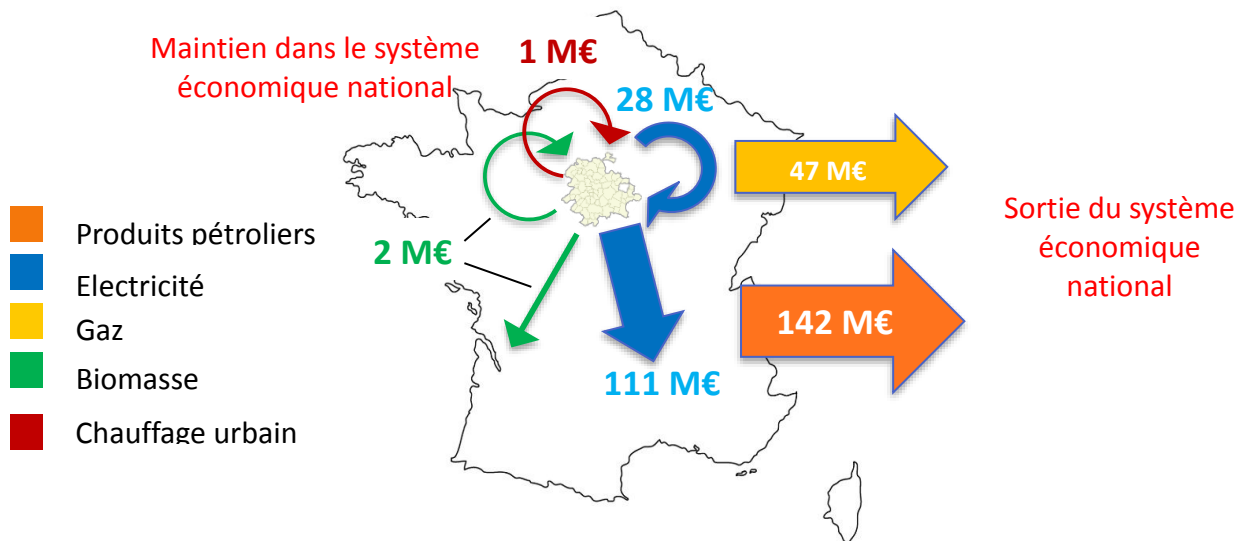 Maintien dans le système
économique national
1 M€
28 M€
47 M€
Sortie du système
économique
national
Produits pétroliers
Electricité
Gaz
Biomasse
Chauffage urbain
2 M€
142 M€
111 M€